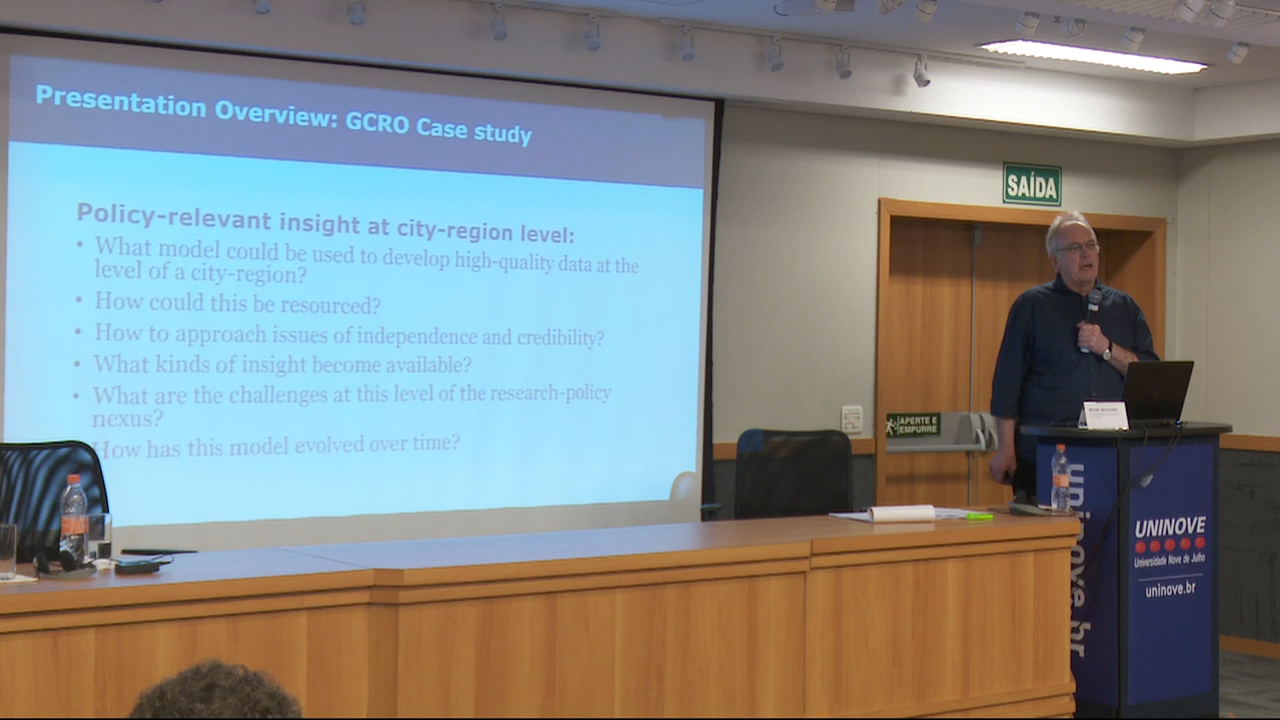 Presentation Overview: GCRO Case study
Policy-relevant insight at city-region level:
• What model could be used to develop high-quality data at the
level of a city-region?
• How could this be resourced?
• How to approach issues of independence and credibility?
• What kinds of insight become available?
• What are the challenges at this level of the research-policy
nexus?
How has this model evolved over time?
SAÍDA
APERTE E
EMPURRE
ROB MOORE
uninove.br
UNINOVE
Universidade Nove de Julho
uninove.br